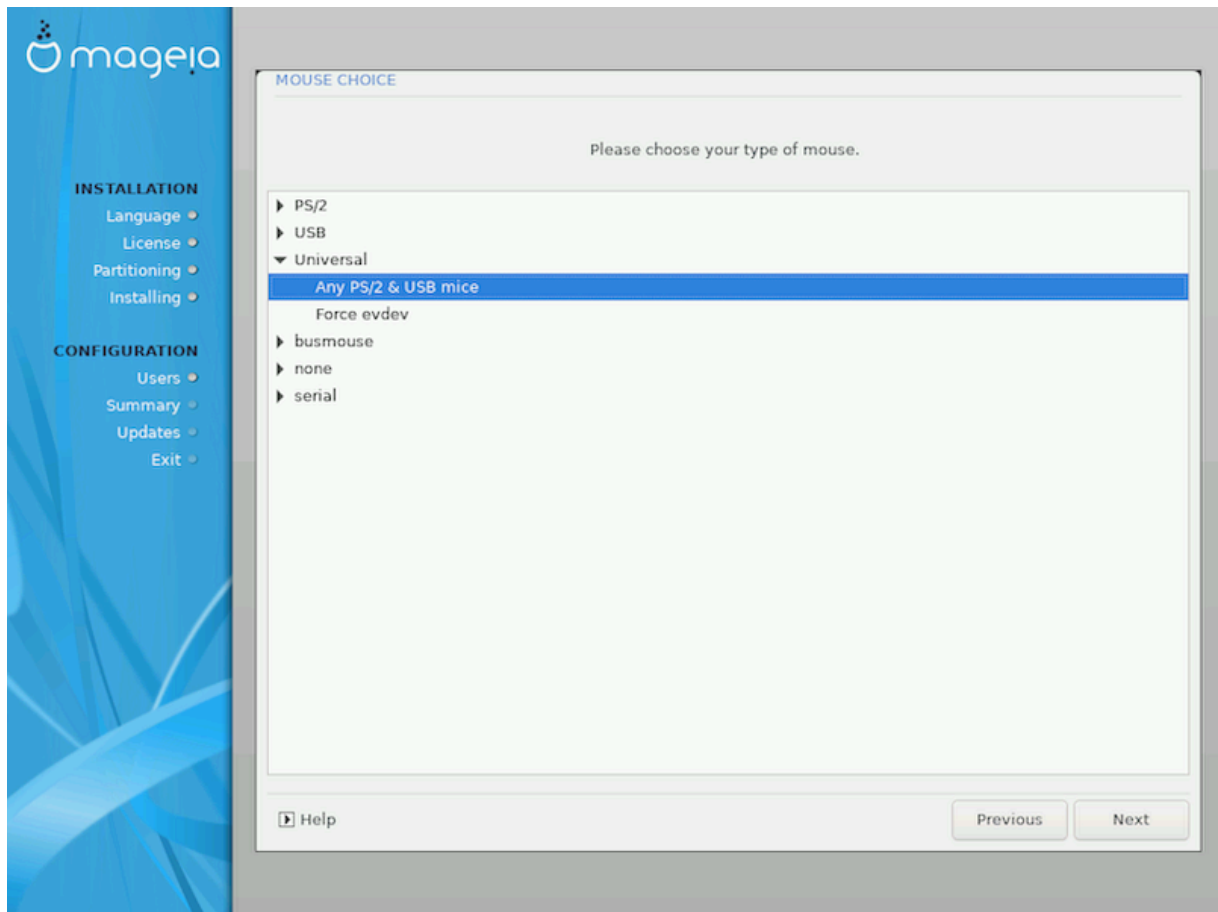 mageia
INSTALLATION
Language
License
Partitioning
Installing
CONFIGURATION
Users
Summary
Updates
Exit
MOUSE CHOICE
Please choose your type of mouse.
PS/2
USB
Universal
Any PS/2 & USB mice
Force evdev
busmouse
none
serial
Help
Previous
Next